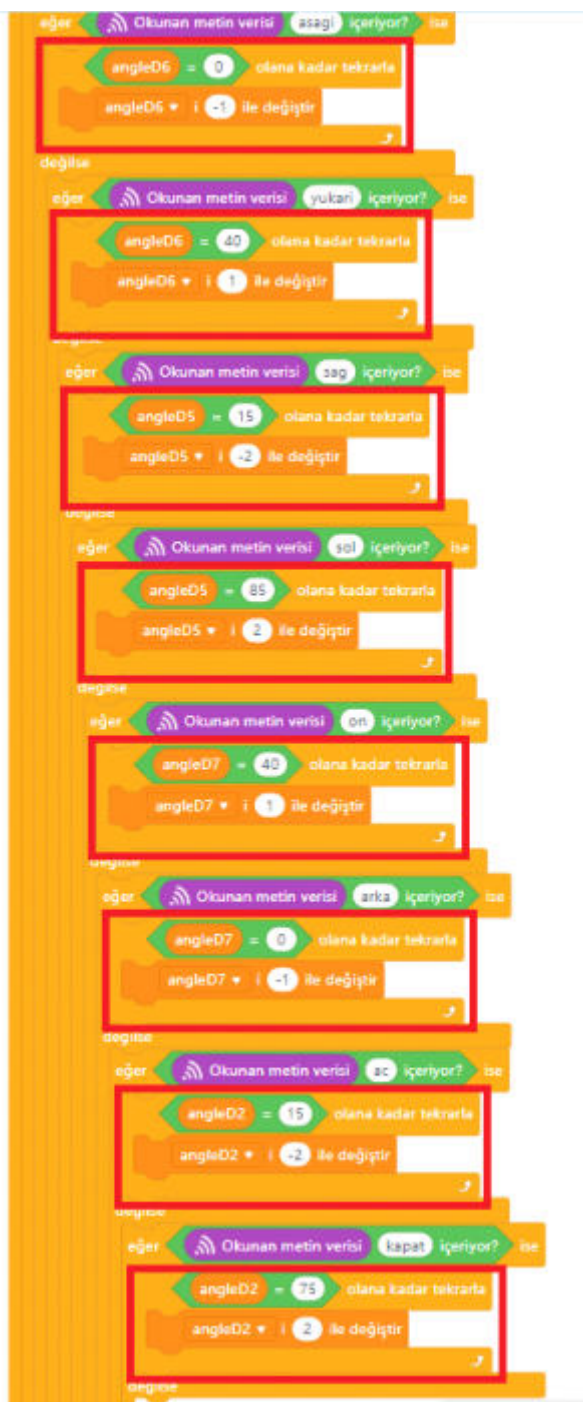 eğer Okunan metin verisi asagi içeriyor? ise
angleD6 = 0 olana kadar tekrarla
angleD6 i -1 ile değiştir
değilse
eğer Okunan metin verisi yukari içeriyor? ise
angleD6 = 40 olana kadar tekrarla
angleD6 i 1 ile değiştir
değilse
eğer Okunan metin verisi sag içeriyor? ise
angleD5 = 15 olana kadar tekrarla
angleD5 i -2 ile değiştir
değilse
eğer Okunan metin verisi sol içeriyor? ise
angleD5 = 85 olana kadar tekrarla
angleD5 i 2 ile değiştir
değilse
eğer Okunan metin verisi on içeriyor? ise
angleD7 = 40 olana kadar tekrarla
angleD7 i 1 ile değiştir
değilse
eğer Okunan metin verisi arka içeriyor? ise
angleD7 = 0 olana kadar tekrarla
angleD7 i -1 ile değiştir
değilse
eğer Okunan metin verisi ac içeriyor? ise
angleD2 = 15 olana kadar tekrarla
angleD2 i -2 ile değiştir
değilse
eğer Okunan metin verisi kapat içeriyor? ise
angleD2 = 75 olana kadar tekrarla
angleD2 i 2 ile değiştir
değilse